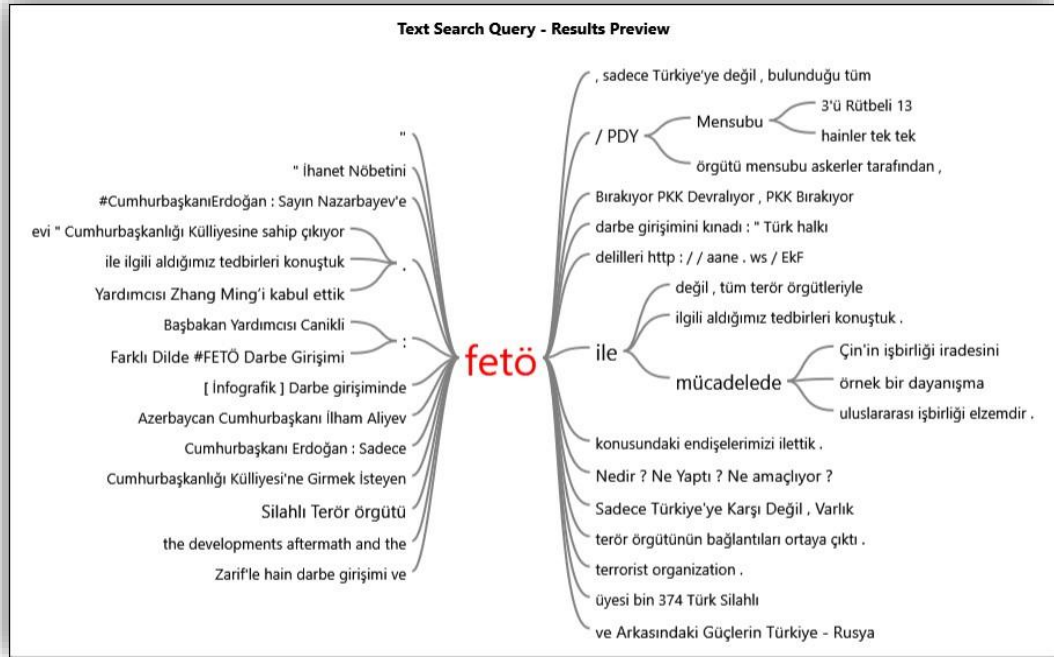 Text Search Query - Results Preview
"
" İhanet Nöbetini
#CumhurbaşkanıErdoğan : Sayın Nazarbayev'e
evi " Cumhurbaşkanlığı Külliyesine sahip çıkıyor
ile ilgili aldığımız tedbirleri konuştuk
Yardımcısı Zhang Ming'i kabul ettik
.
Başbakan Yardımcısı Canikli
Farklı Dilde #FETÖ Darbe Girişimi
:
[ İnfografik ] Darbe girişiminde
Azerbaycan Cumhurbaşkanı İlham Aliyev
Cumhurbaşkanı Erdoğan : Sadece
Cumhurbaşkanlığı Külliyesi'ne Girmek İsteyen
Silahlı Terör örgütü
the developments aftermath and the
Zarif'le hain darbe girişimi ve
fetö
, sadece Türkiye'ye değil , bulunduğu tüm
/ PDY
Mensubu
3'ü Rütbeli 13
hainler tek tek
örgütü mensubu askerler tarafından ,
Bırakıyor PKK Devralıyor , PKK Bırakıyor
darbe girişimini kınadı : " Türk halkı
delilleri http : / / aane . ws / EkF
ile
değil , tüm terör örgütleriyle
ilgili aldığımız tedbirleri konuştuk .
mücadelede
Çin'in işbirliği iradesini
örnek bir dayanışma
uluslararası işbirliği elzemdir .
konusundaki endişelerimizi ilettik .
Nedir ? Ne Yaptı ? Ne amaçlıyor ?
Sadece Türkiye'ye Karşı Değil , Varlık
terör örgütünün bağlantıları ortaya çıktı .
terrorist organization .
üyesi bin 374 Türk Silahlı
ve Arkasındaki Güçlerin Türkiye - Rusya